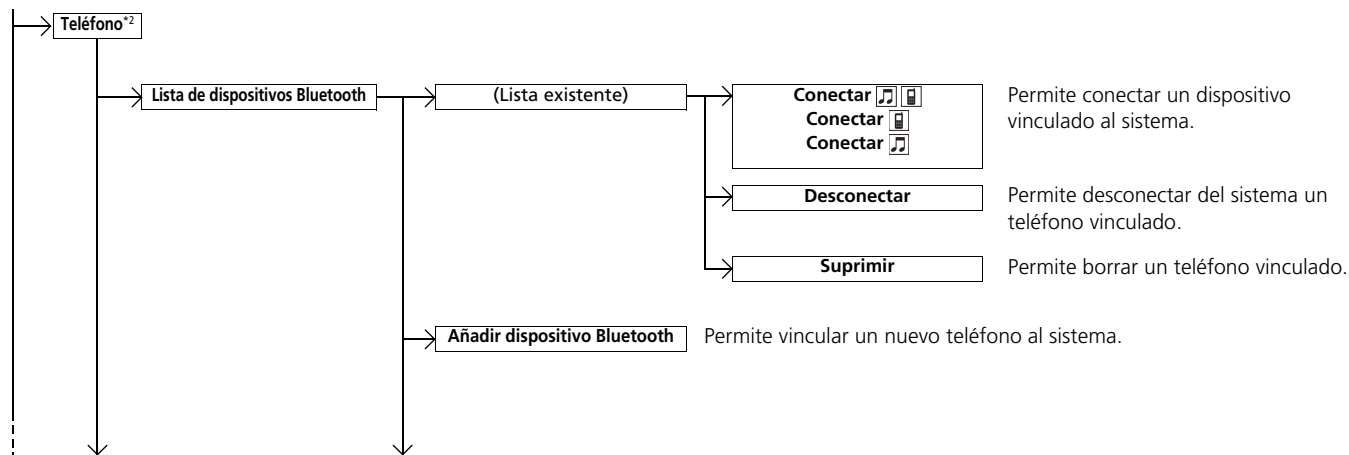 Teléfono*2
Lista de dispositivos Bluetooth
(Lista existente)
Conectar
Conectar
Conectar
Permite conectar un dispositivo
vinculado al sistema.
Desconectar
Permite desconectar del sistema un
teléfono vinculado.
Suprimir
Permite borrar un teléfono vinculado.
Añadir dispositivo Bluetooth
Permite vincular un nuevo teléfono al sistema.